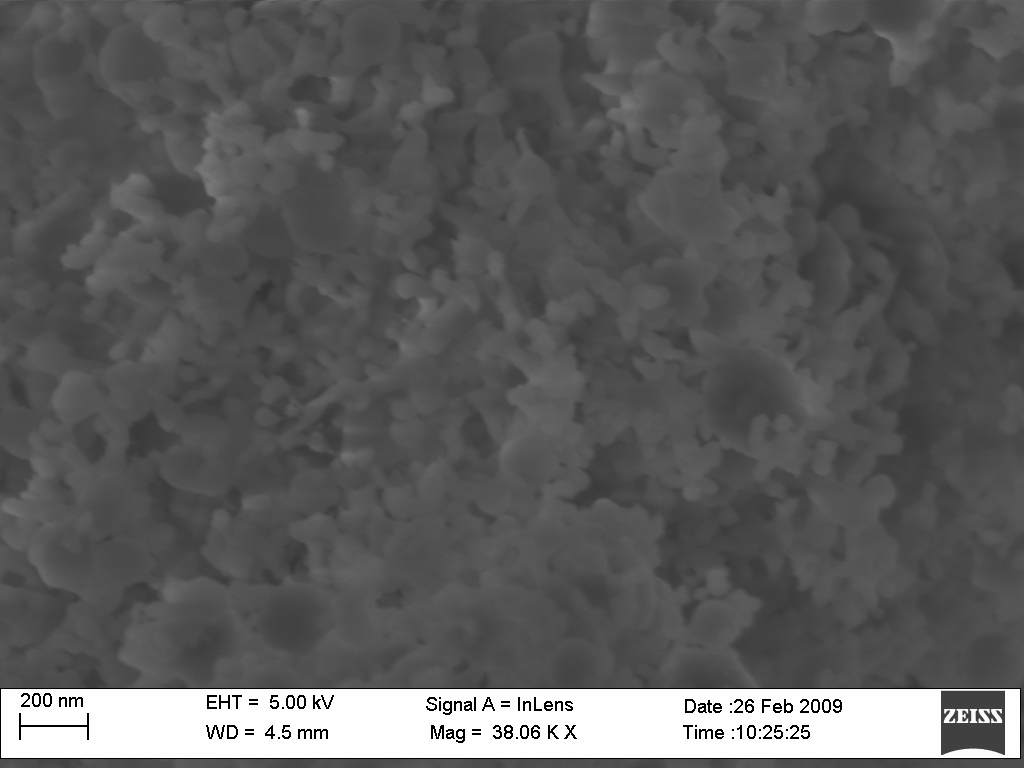 200 nm
EHT = 5.00 kV
Signal A = InLens
Date :26 Feb 2009
WD = 4.5 mm
Mag = 38.06 K X
Time :10:25:25
ZEISS